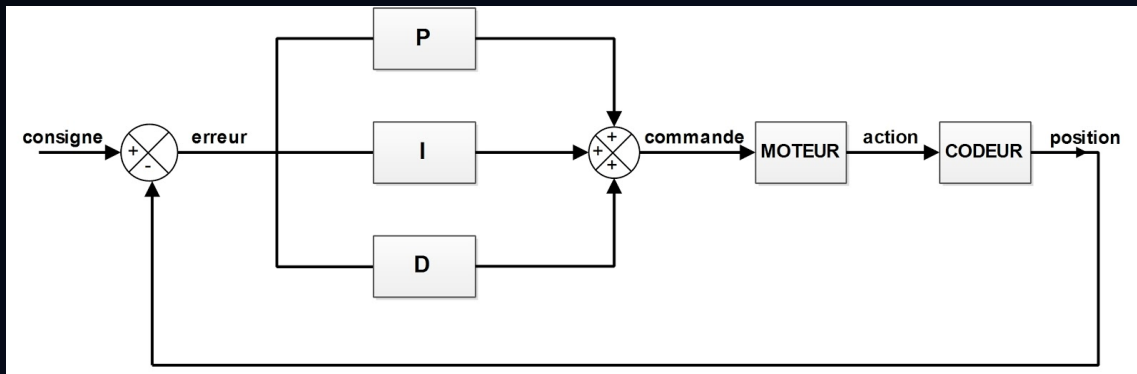 P
consigne
+
-
erreur
I
+
+
+
commande
MOTEUR
action
CODEUR
position
D